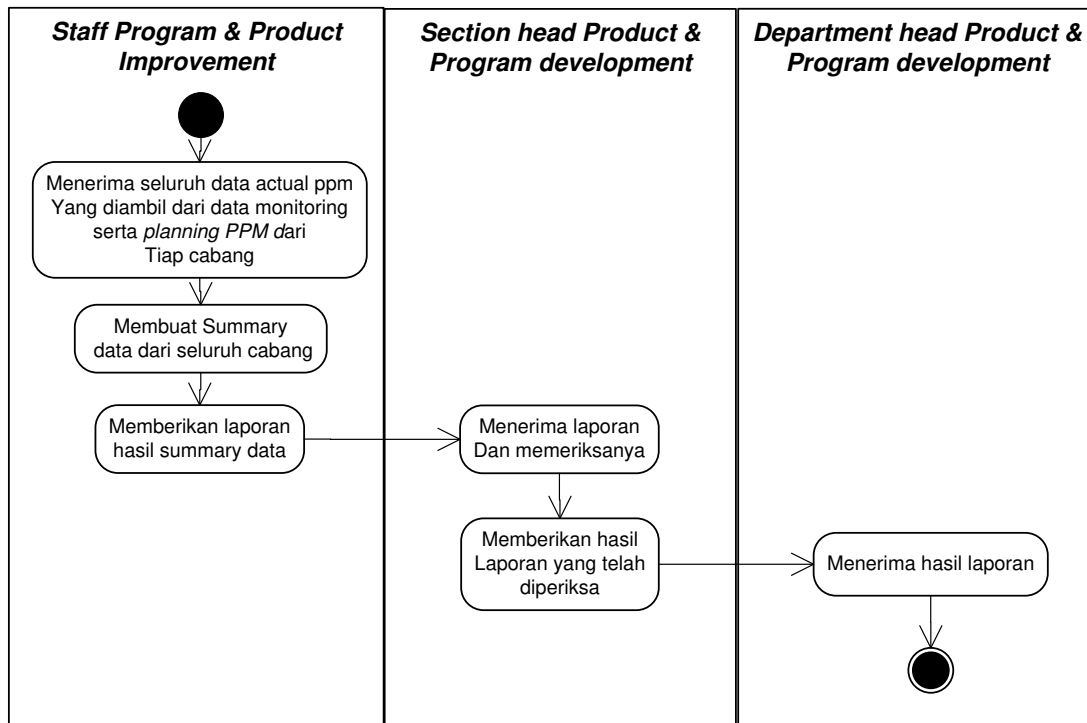 Staff Program & Product
Improvement
Section head Product &
Program development
Department head Product &
Program development
Menerima seluruh data actual ppm
Yang diambil dari data monitoring
serta planning PPM dari
Tiap cabang
Membuat Summary
data dari seluruh cabang
Memberikan laporan
hasil summary data
Menerima laporan
Dan memeriksanya
Memberikan hasil
Laporan yang telah
diperiksa
Menerima hasil laporan